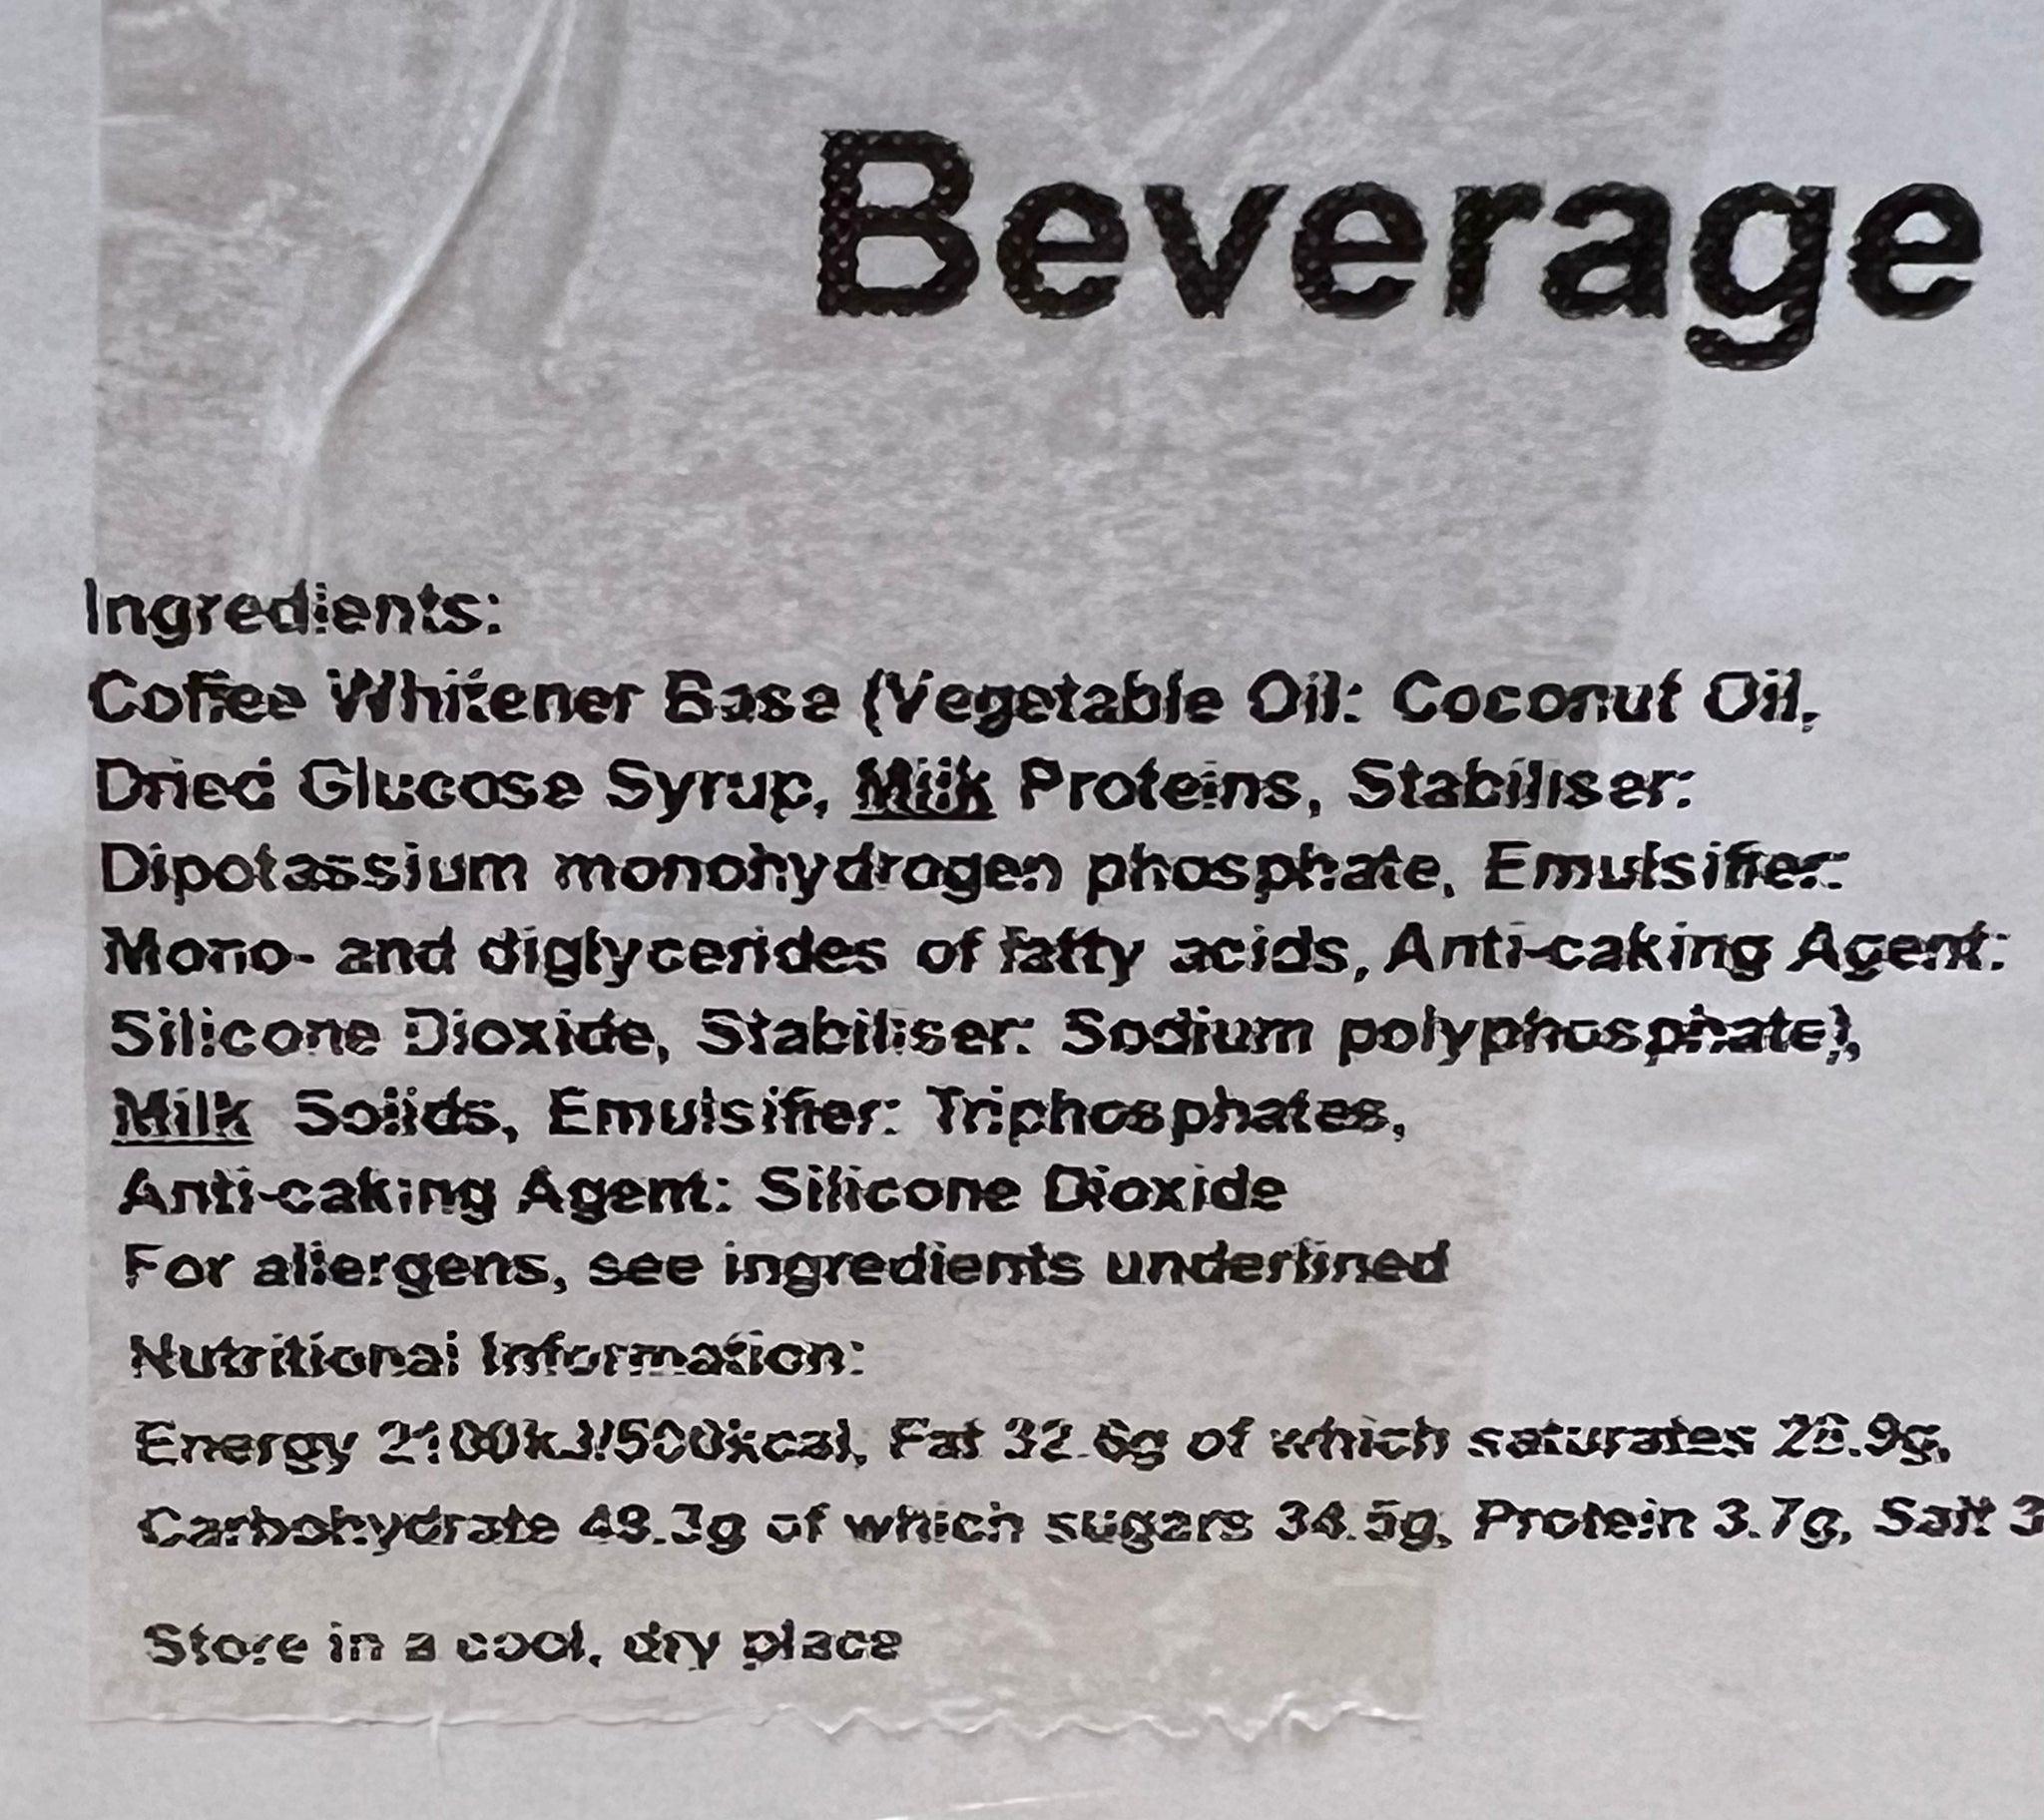 Beverage
Ingredients:
Coffee Whitener Base (Vegetable Oil: Coconut Oil,
Dried Glucose Syrup, Milk Proteins, Stabiliser:
Dipotassium monohydrogen phosphate, Emulsifier:
Mono- and diglycerides of fatty acids, Anti-caking Agent:
Silicone Dioxide, Stabiliser: Sodium polyphosphate),
Milk Solids, Emulsifier: Triphosphates,
Anti-caking Agent: Silicone Dioxide
For allergens, see ingredients underlined
Nutritional Information:
Energy 2100kJ/500kcal, Fat 32.6g of which saturates
Carbohydrate of which sugars 34.5g, Protein 3.7g, Salt 3
Store in a cool, dry place